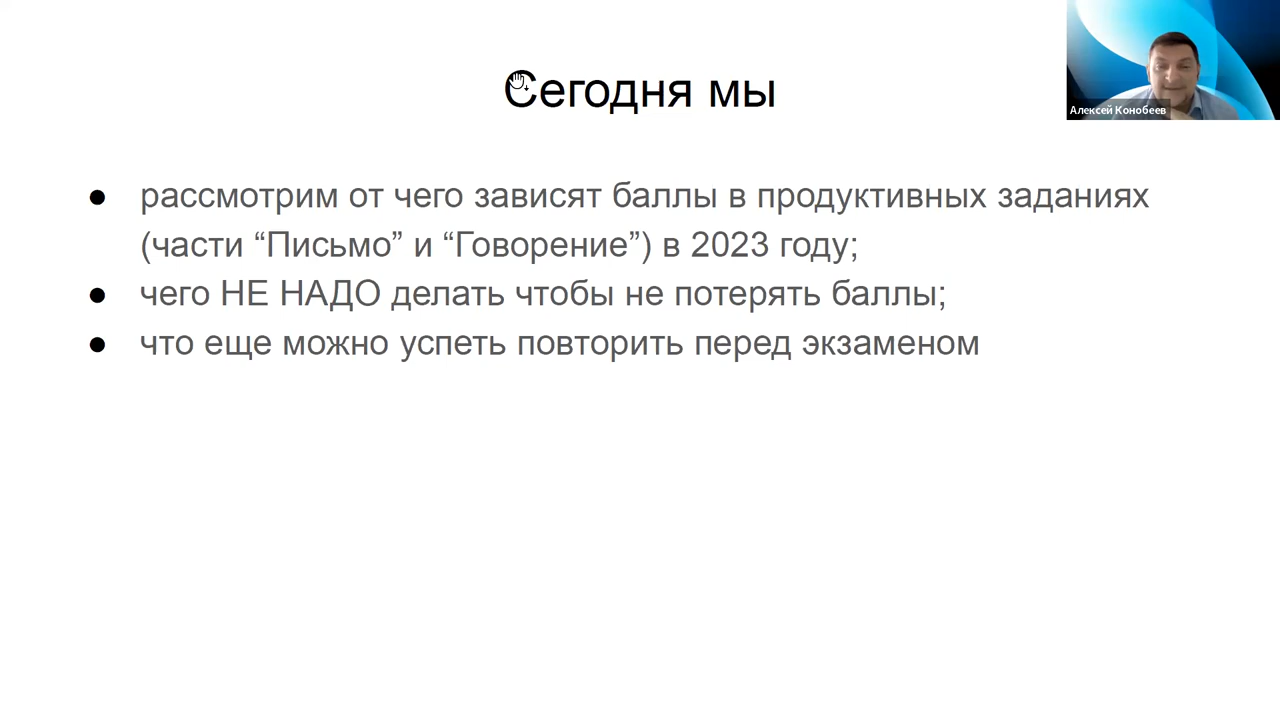 Сегодня мы
Алексей Конобеев
● рассмотрим от чего зависят баллы в продуктивных заданиях
(части “Письмо” и “Говорение”) в 2023 году;
● чего НЕ НАДО делать чтобы не потерять баллы;
● что еще можно успеть повторить перед экзаменом